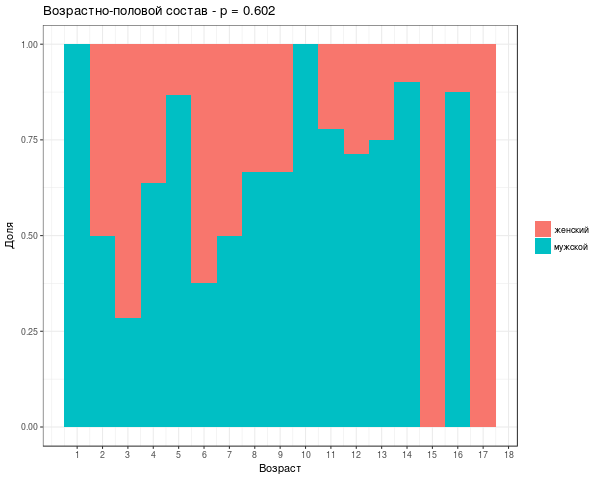 Возрастно-половой состав - p = 0.602
1.00
0.75
0.50
0.25
0.00
Доля
1 2 3 4 5 6 7 8 9 10 11 12 13 14 15 16 17 18
Возраст
женский
мужской